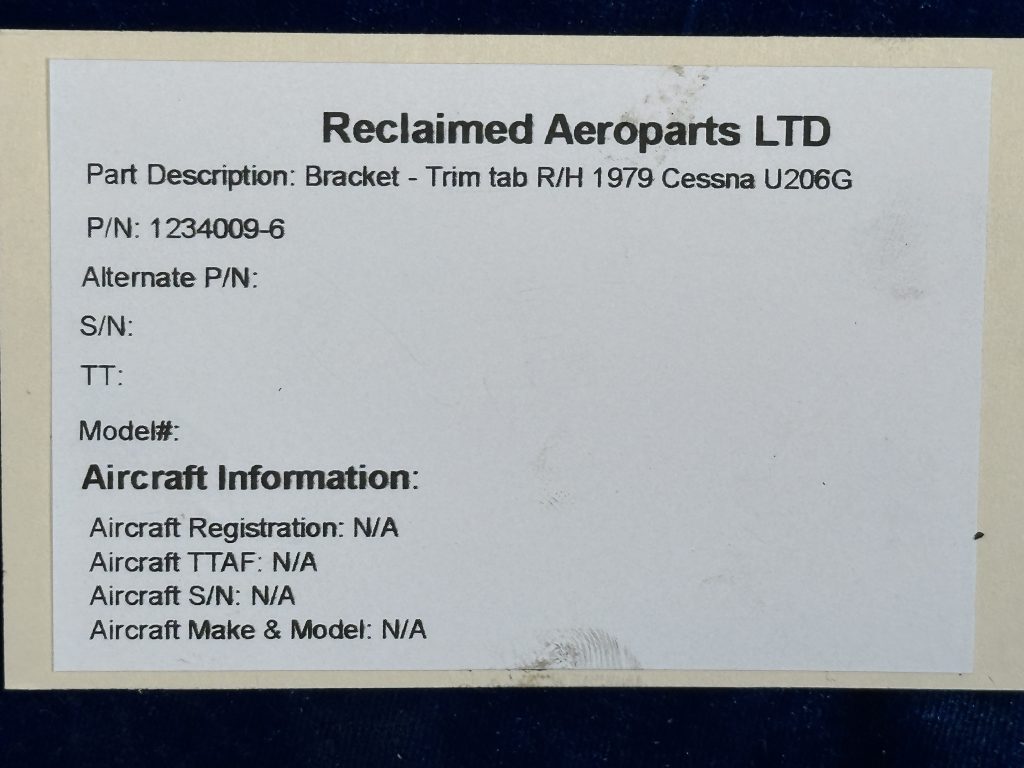 Reclaimed Aeroparts LTD
Part Description: Bracket - Trim tab R/H 1979 Cessna U206G
P/N: 1234009-6
Alternate P/N:
S/N:
TT:
Model#:
Aircraft Information:
Aircraft Registration: N/A
Aircraft TTAF: N/A
Aircraft S/N: N/A
Aircraft Make & Model: N/A